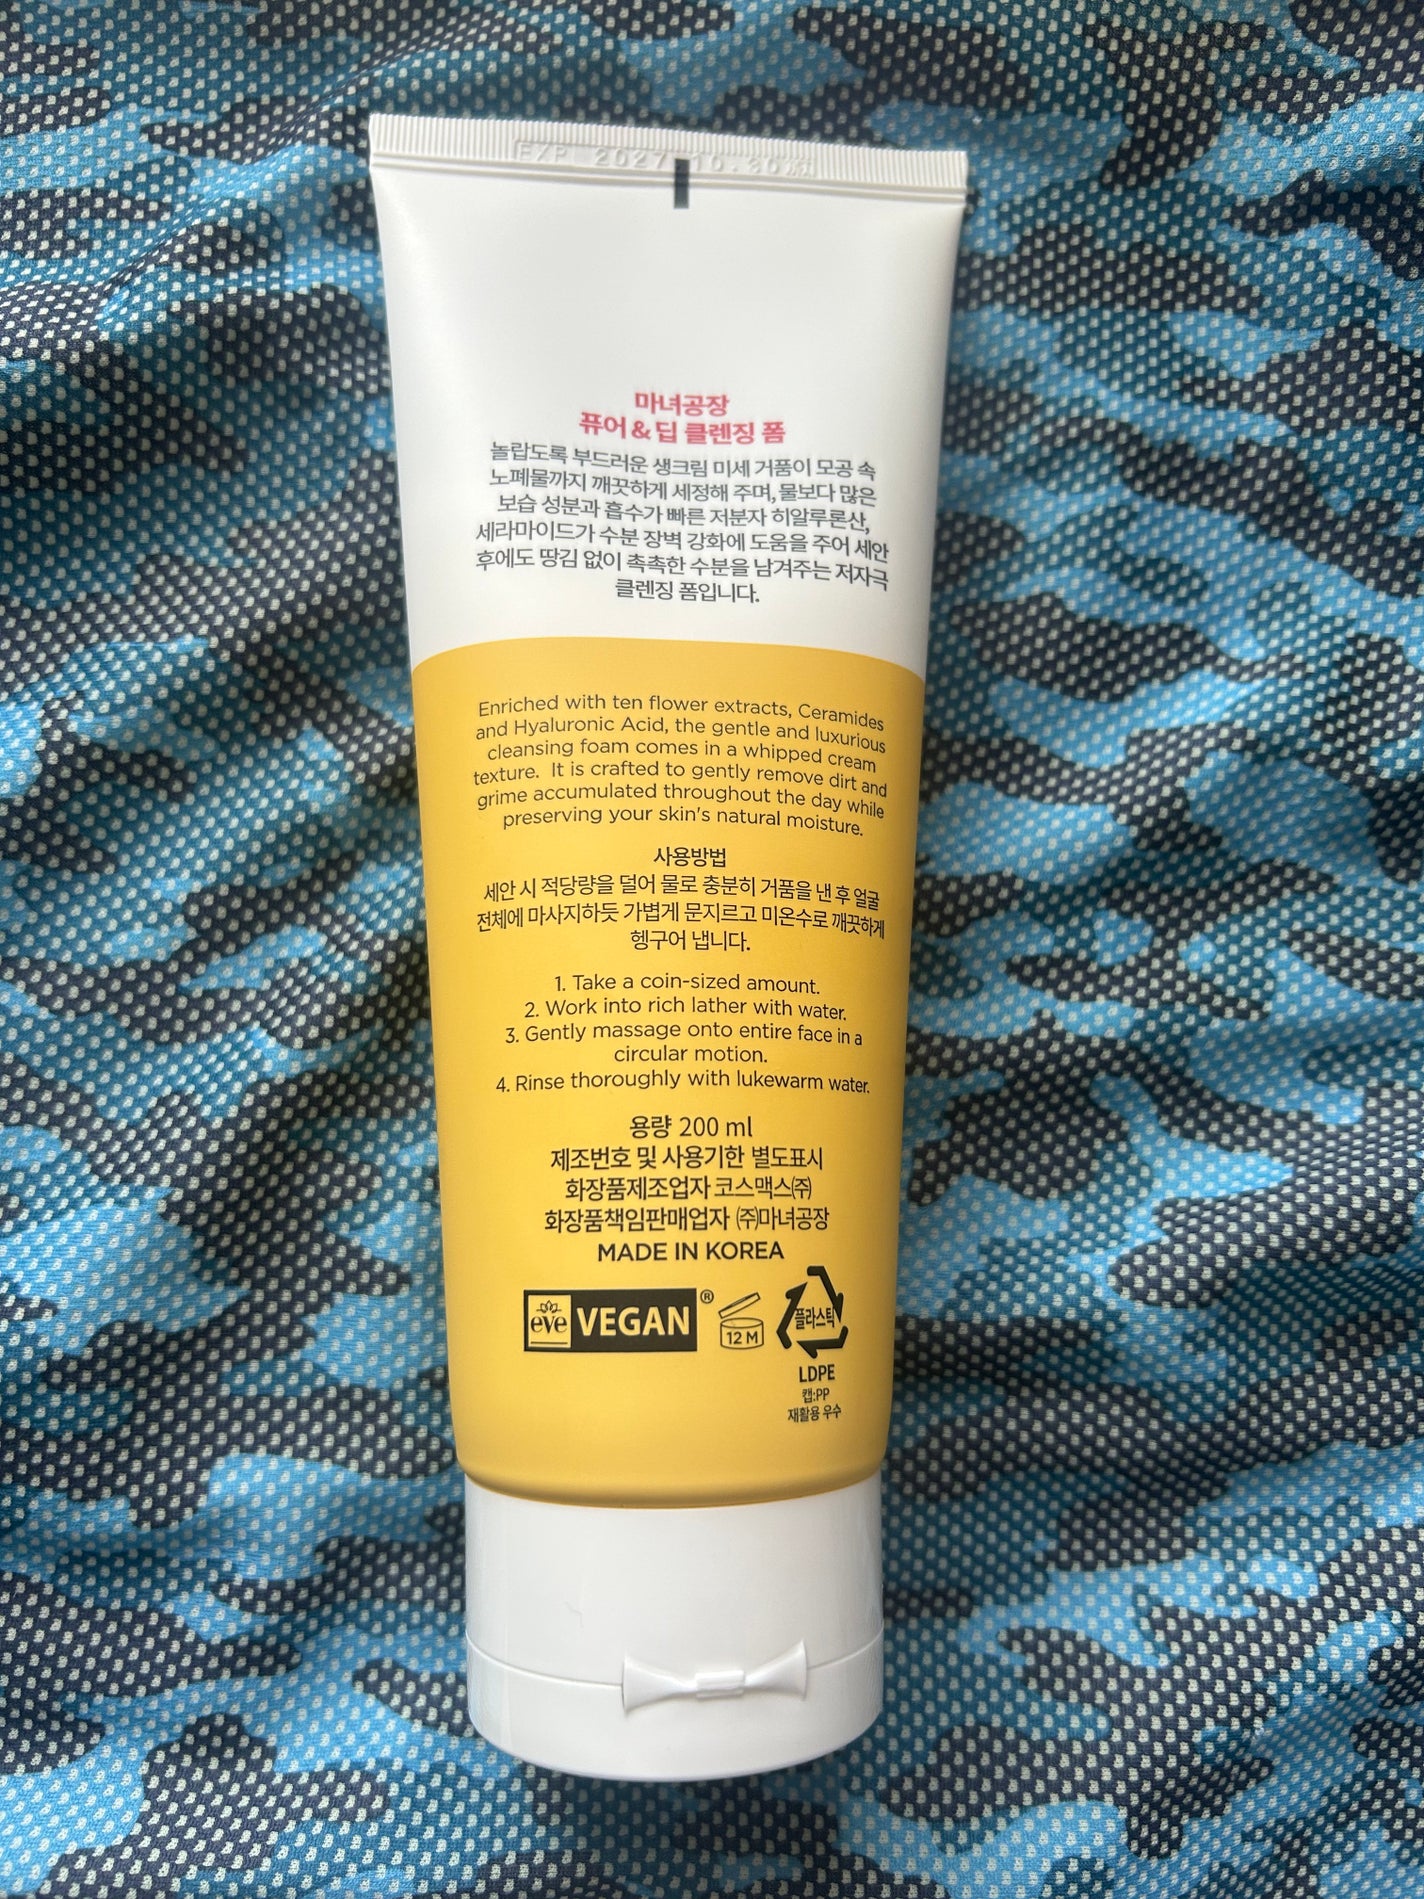 EXP 2027.10.30까지
마녀공장
퓨어&딥 클렌징 폼
놀랍도록 부드러운 생크림 미세 거품이 모공 속
노폐물까지 깨끗하게 세정해 주며, 물보다 많은
보습 성분과 흡수가 빠른 저분자 히알루론산,
세라마이드가 수분 장벽 강화에 도움을 주어 세안
후에도 땅김 없이 촉촉한 수분을 남겨주는 저자극
클렌징 폼입니다.
Enriched with ten flower extracts, Ceramides
and Hyaluronic Acid, the gentle and luxurious
cleansing foam comes in a whipped cream
texture. It is crafted to gently remove dirt and
grime accumulated throughout the day while
preserving your skin's natural moisture.
사용방법
세안 시 적당량을 덜어 물로 충분히 거품을 낸 후 얼굴
전체에 마사지하듯 가볍게 문지르고 미온수로 깨끗하게
헹구어 냅니다.
1. Take a coin-sized amount.
2. Work into rich lather with water.
3. Gently massage onto entire face in a
circular motion.
4. Rinse thoroughly with lukewarm water.
용량 200 ml
제조번호 및 사용기한 별도표시
화장품제조업자 코스맥스㈜
화장품책임판매업자 ㈜마녀공장
MADE IN KOREA
eve VEGAN®
12 M
플라스틱
LDPE
캡:PP
재활용 우수